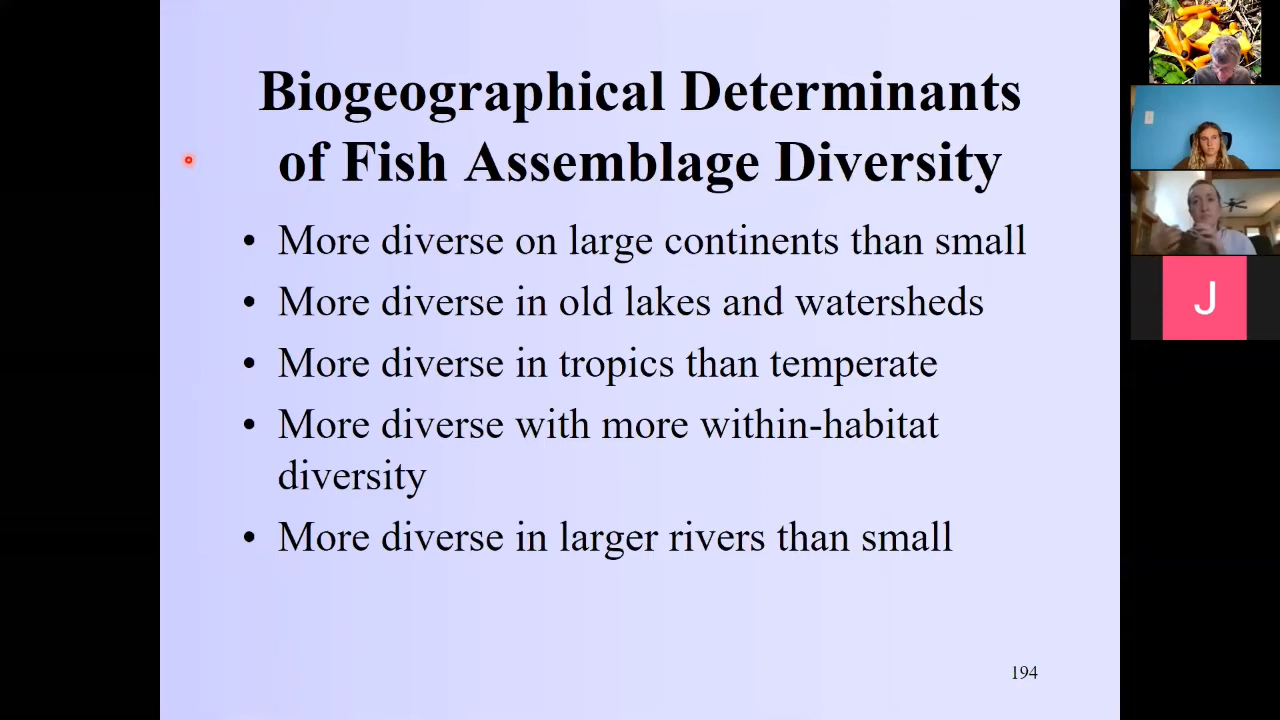 Biogeographical Determinants
of Fish Assemblage Diversity
• More diverse on large continents than small
• More diverse in old lakes and watersheds
• More diverse in tropics than temperate
• More diverse with more within-habitat
diversity
• More diverse in larger rivers than small
194
J